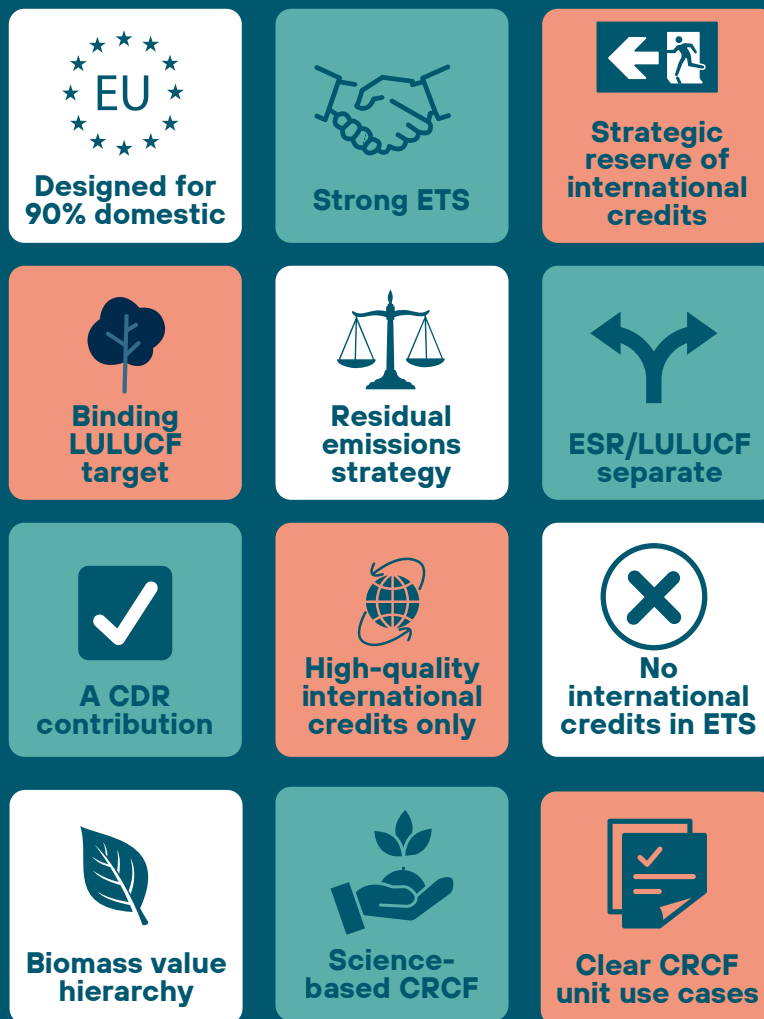 EU
Designed for
90% domestic
Strong ETS
Strategic
reserve of
international
credits
Binding
LULUCF
target
Residual
emissions
strategy
ESR/LULUCF
separate
A CDR
contribution
High-quality
international
credits only
No
international
credits in ETS
Biomass value
hierarchy
Science-
based CRCF
Clear CRCF
unit use cases